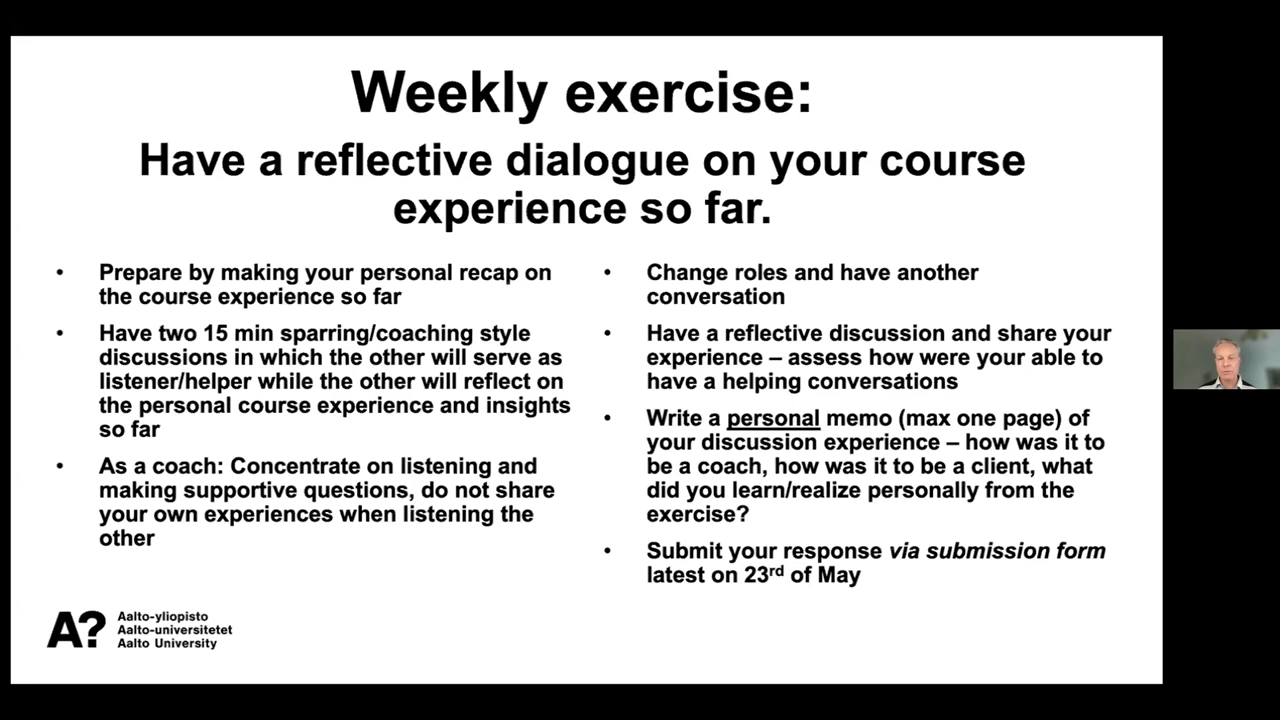 Weekly exercise:
Have a reflective dialogue on your course
experience so far.
• Prepare by making your personal recap on
the course experience so far
• Have two 15 min sparring/coaching style
discussions in which the other will serve as
listener/helper while the other will reflect on
the personal course experience and insights
so far
• As a coach: Concentrate on listening and
making supportive questions, do not share
your own experiences when listening the
other
• Change roles and have another
conversation
• Have a reflective discussion and share your
experience – assess how were your able to
have a helping conversations
• Write a personal memo (max one page) of
your discussion experience – how was it to
be a coach, how was it to be a client, what
did you learn/realize personally from the
exercise?
• Submit your response via submission form
latest on 23rd of May
A?
Aalto-yliopisto
Aalto-universitetet
Aalto University